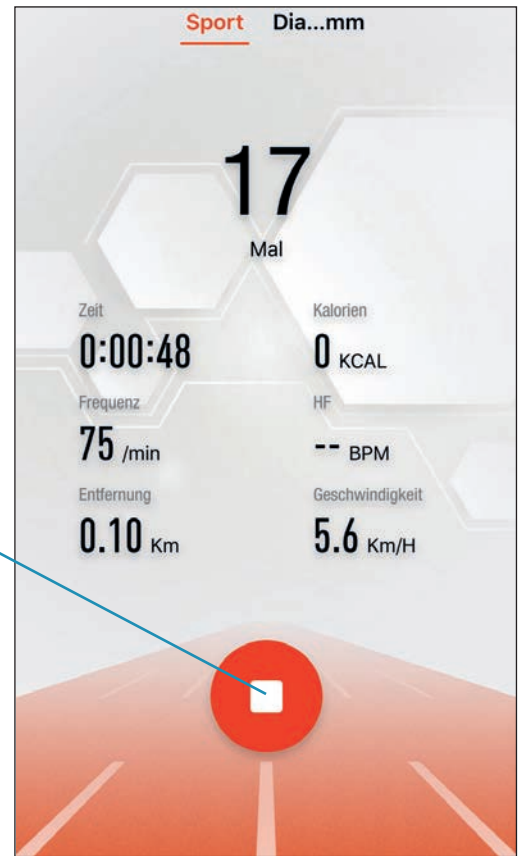 Sport Dia...mm
17
Mal
Zeit Kalorien
0:00:48 0 KCAL
Frequenz HF
75 /min -- BPM
Entfernung Geschwindigkeit
0.10 Km 5.6 Km/H